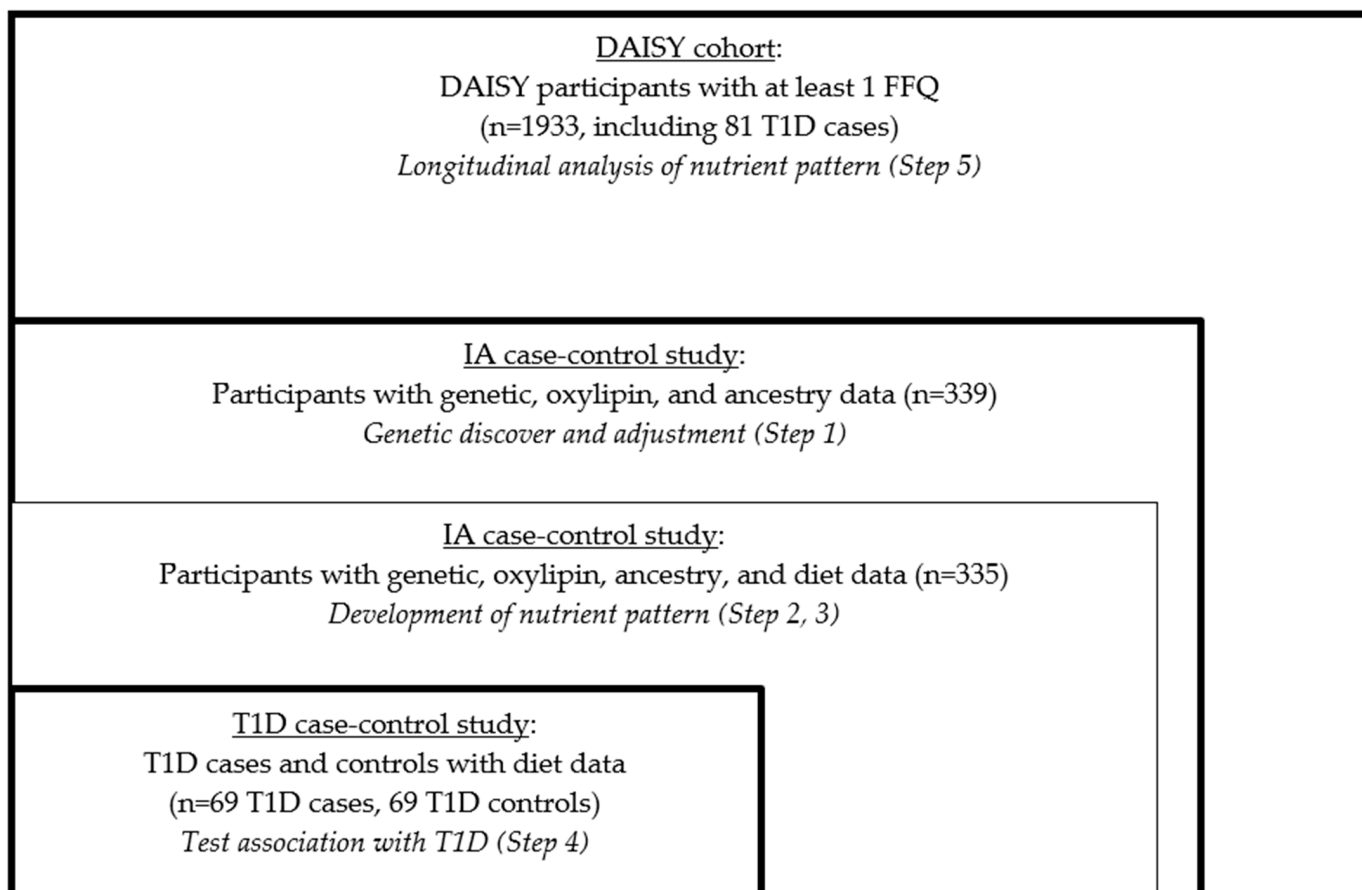 DAISY cohort:
DAISY participants with at least 1 FFQ
(n=1933, including 81 T1D cases)
Longitudinal analysis of nutrient pattern (Step 5)
IA case-control study:
Participants with genetic, oxylipin, and ancestry data (n=339)
Genetic discover and adjustment (Step 1)
IA case-control study:
Participants with genetic, oxylipin, ancestry, and diet data (n=335)
Development of nutrient pattern (Step 2, 3)
T1D case-control study:
T1D cases and controls with diet data
(n=69 T1D cases, 69 T1D controls)
Test association with T1D (Step 4)